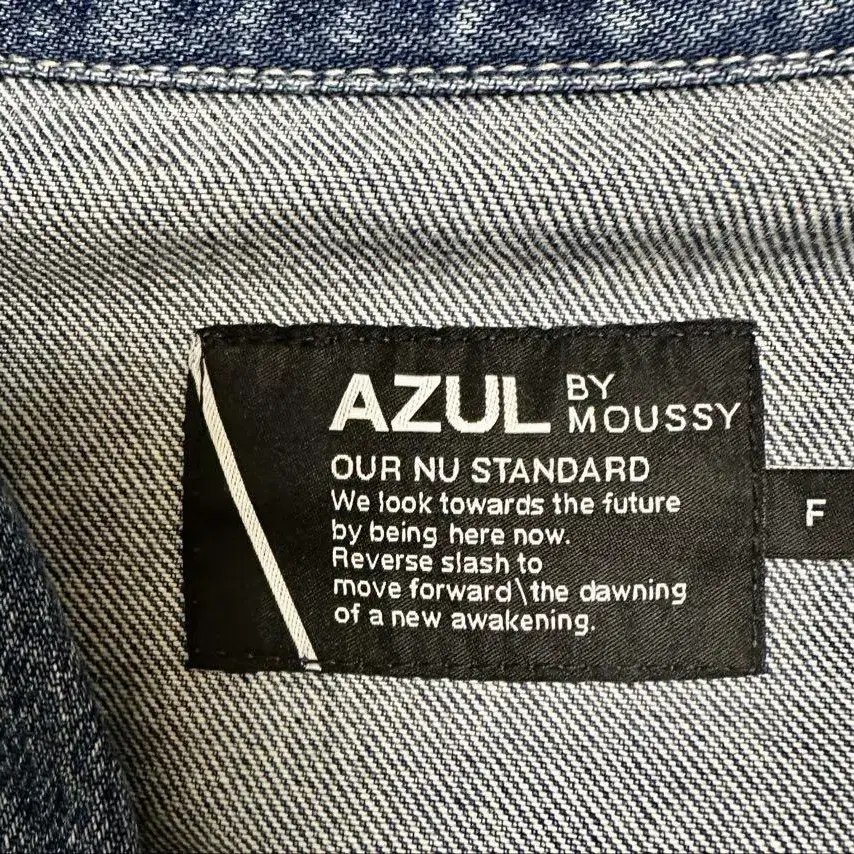 AZUL BY MOUSSY
OUR NU STANDARD
We look towards the future
by being here now.
Reverse slash to
move forward\the dawning
of a new awakening.
F